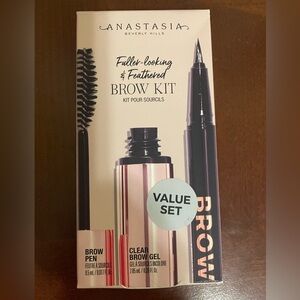 ANASTASIA
BEVERLY HILLS
Fuller-looking
& Feathered
BROW KIT
KIT POUR SOURCILS
VALUE
SET
BROW
BROW
PEN
CLEAR
BROW GEL